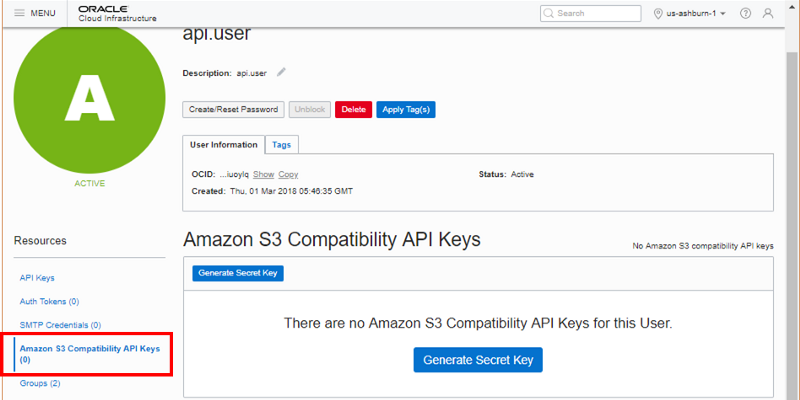 MENU
ORACLE
Cloud Infrastructure
Search
us-ashburn-1
api.user
A
ACTIVE
Description: api.user
Create/Reset Password
Unblock
Delete
Apply Tag(s)
User Information
Tags
OCID: ...iuoylq Show Copy
Status: Active
Created: Thu, 01 Mar 2018 05:46:35 GMT
Resources
API Keys
Auth Tokens (0)
SMTP Credentials (0)
Amazon S3 Compatibility API Keys
(0)
Groups (2)
Amazon S3 Compatibility API Keys
No Amazon S3 compatibility API keys
Generate Secret Key
There are no Amazon S3 Compatibility API Keys for this User.
Generate Secret Key